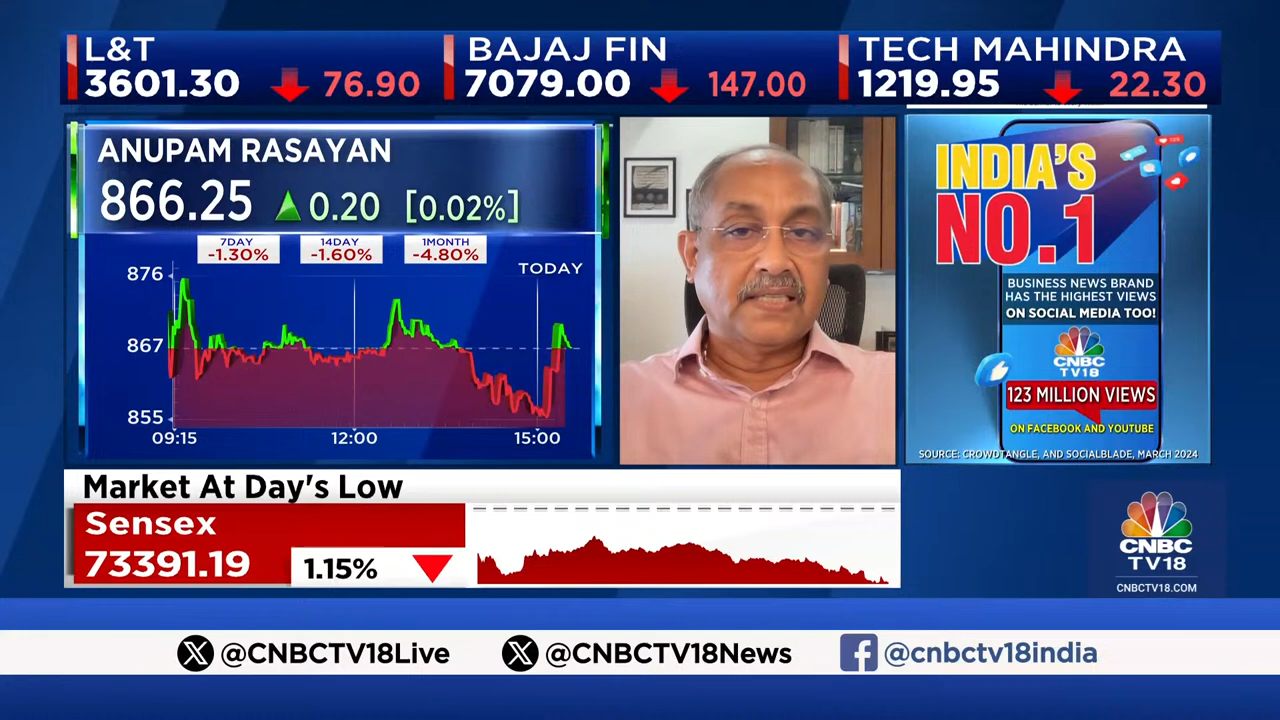 L&T
3601.30 76.90
BAJAJ FIN
7079.00 147.00
TECH MAHINDRA
1219.95 22.30
ANUPAM RASAYAN
866.25 0.20 [0.02%]
7DAY
-1.30%
14DAY
-1.60%
1MONTH
-4.80%
TODAY
876
867
855
09:15 12:00 15:00
INDIA'S
NO.1
BUSINESS NEWS BRAND
HAS THE HIGHEST VIEWS
ON SOCIAL MEDIA TOO!
CNBC
TV18
123 MILLION VIEWS
ON FACEBOOK AND YOUTUBE
SOURCE: CROWDTANGLE, AND SOCIALBLADE, MARCH 2024
Market At Day's Low
Sensex
73391.19 1.15%
CNBC
TV18
CNBCTV18.COM
@CNBCTV18Live @CNBCTV18News @cnbctv18india